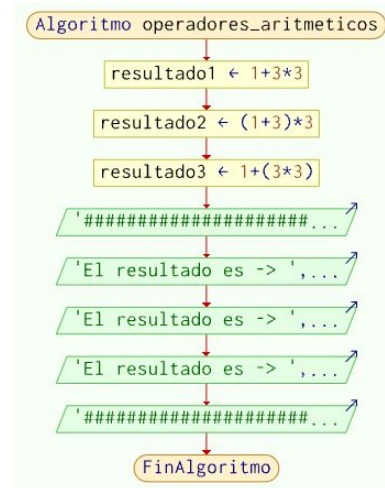 Algoritmo operadores_aritmeticos
resultado1 ← 1+3*3
resultado2 ← (1+3)*3
resultado3 ← 1+(3*3)
'#####################...
'El resultado es -> ',...
'El resultado es -> ',...
'El resultado es -> ',...
'#####################...
FinAlgoritmo